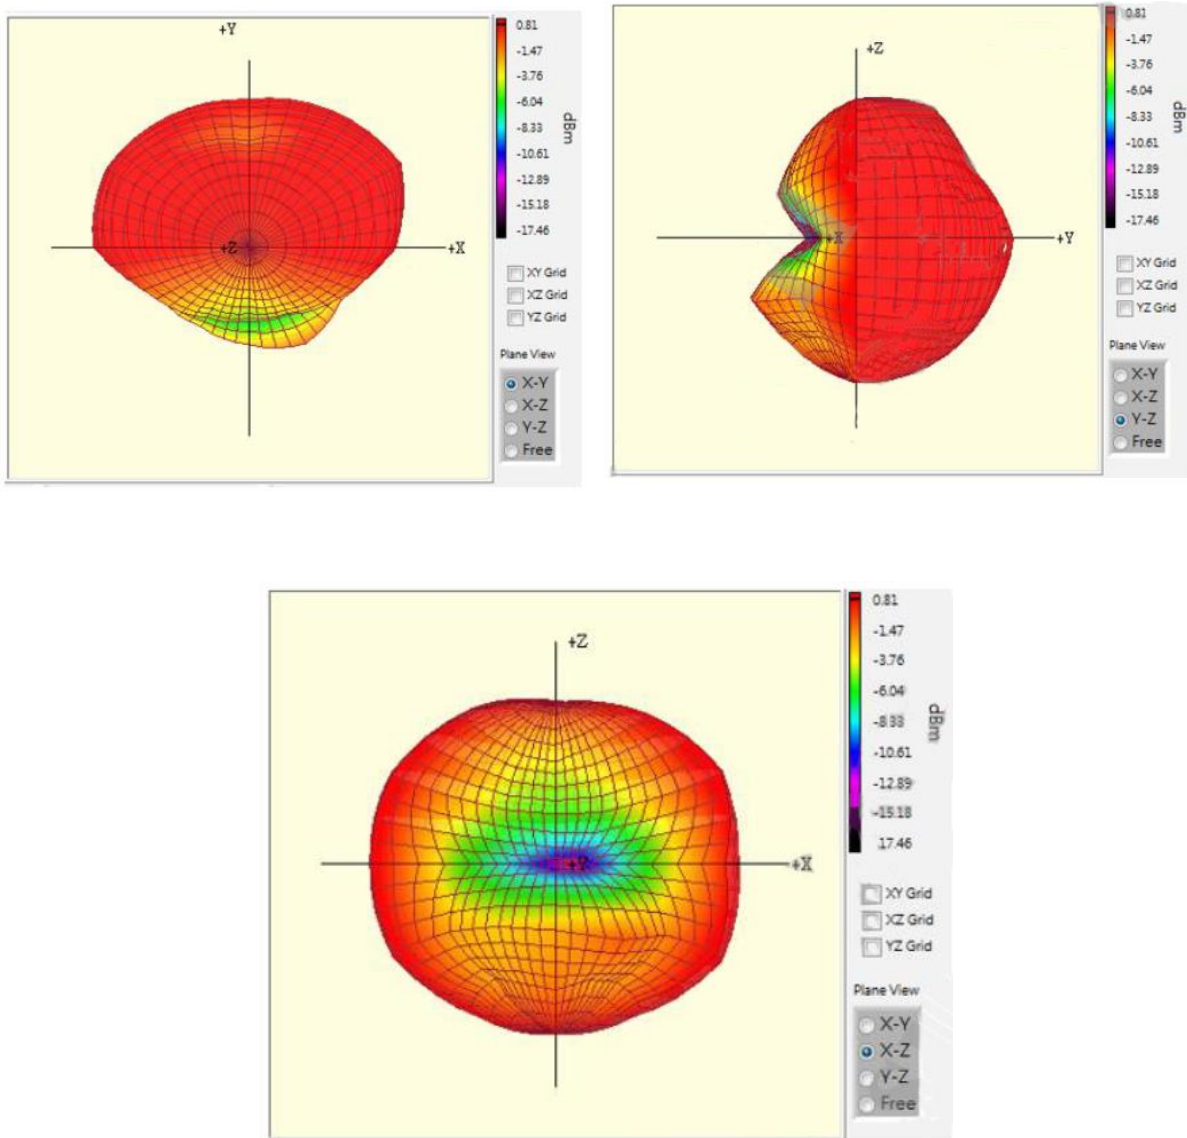 +Y
+Z
+X
0.81
-1.47
-3.76
-6.04
-8.33
-10.61
-12.89
-15.18
-17.46
dBm
XY Grid
XZ Grid
YZ Grid
Plane View
X-Y
X-Z
Y-Z
Free
+Z
+X
+Y
0.81
-1.47
-3.76
-6.04
-8.33
-10.61
-12.89
-15.18
-17.46
dBm
XY Grid
XZ Grid
YZ Grid
Plane View
X-Y
X-Z
Y-Z
Free
+Z
+Y
+X
0.81
-1.47
-3.76
-6.04
-8.33
-10.61
-12.89
-15.18
17.46
dBm
XY Grid
XZ Grid
YZ Grid
Plane View
X-Y
X-Z
Y-Z
Free